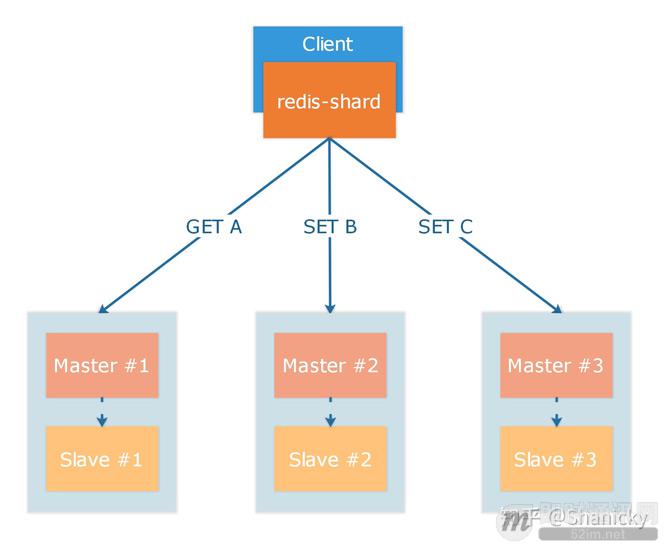 Client
redis-shard
GET A
SET B
SET C
Master #1
Master #2
Master #3
Slave #1
Slave #2
Slave #3
知乎 @Shanicky
52im.net